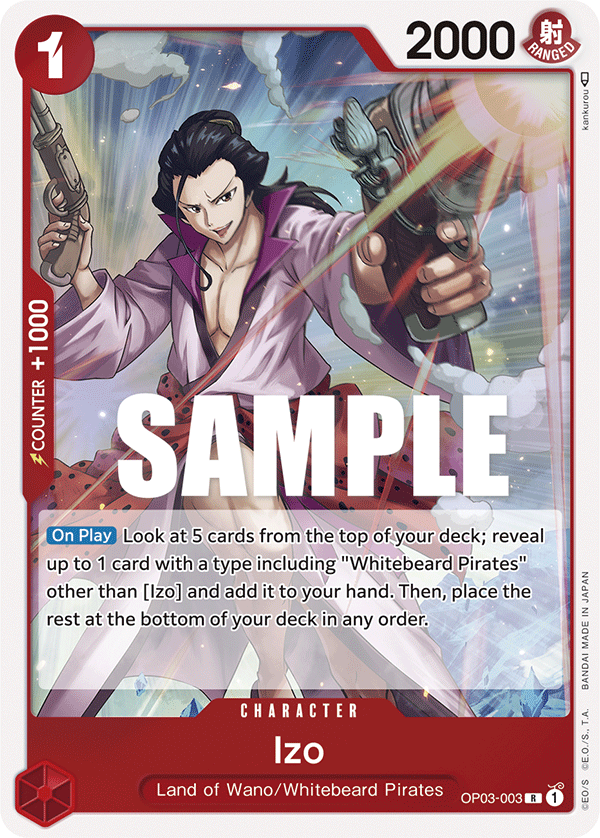 1
2000
射
RANGED
kankurou
COUNTER +1000
SAMPLE
On Play Look at 5 cards from the top of your deck; reveal
up to 1 card with a type including "Whitebeard Pirates"
other than [Izo] and add it to your hand. Then, place the
rest at the bottom of your deck in any order.
CHARACTER
Izo
Land of Wano/Whitebeard Pirates
OP03-003 R 1
©E.O/S ©E.O./S., T.A. BANDAI MADE IN JAPAN